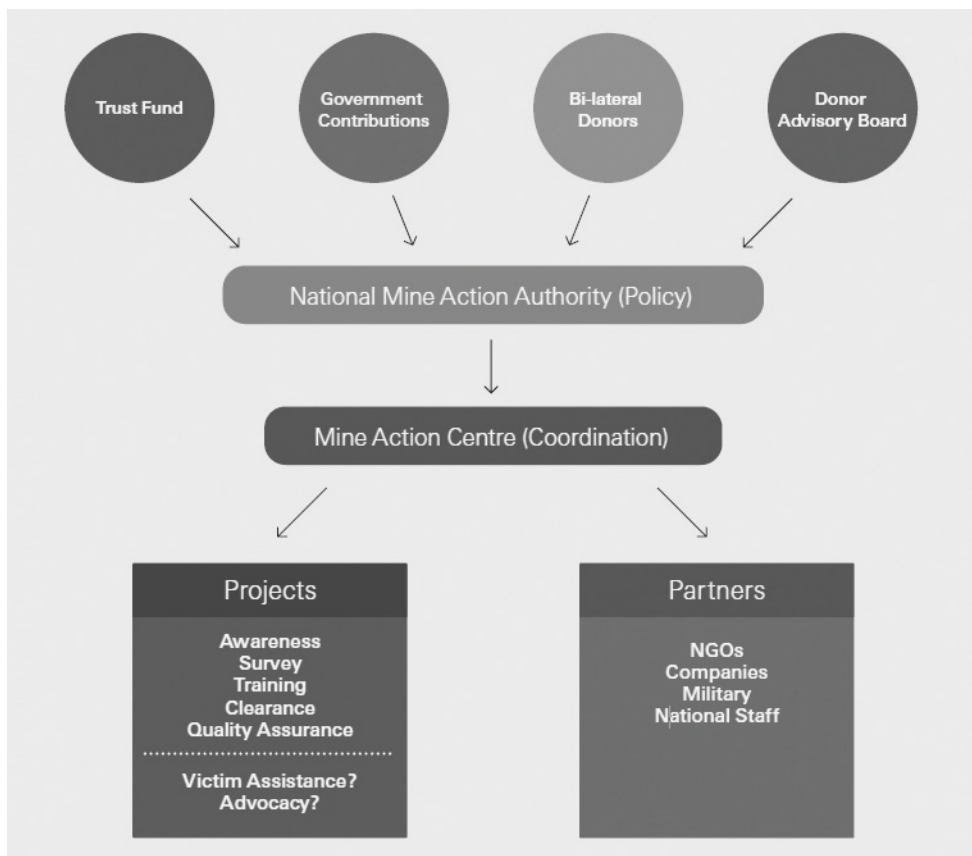 Trust Fund
Government
Contributions
Bi-lateral
Donors
Donor
Advisory Board
National Mine Action Authority (Policy)
Mine Action Centre (Coordination)
Projects
Awareness
Survey
Training
Clearance
Quality Assurance
Victim Assistance?
Advocacy?
Partners
NGOs
Companies
Military
National Staff